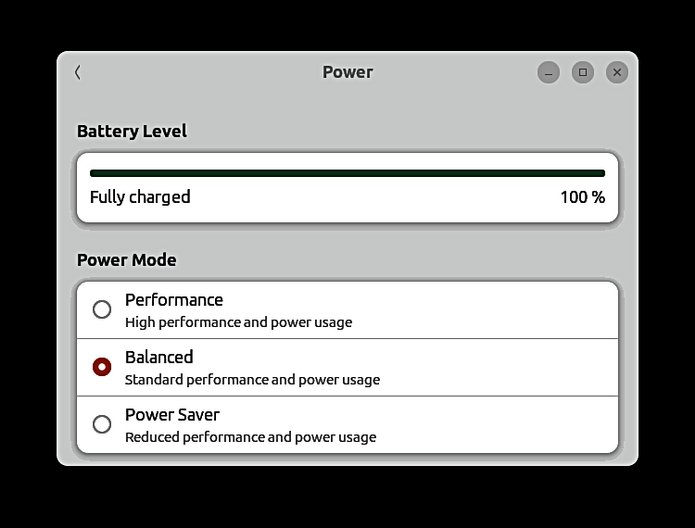 Power
Battery Level
Fully charged 100 %
Power Mode
Performance
High performance and power usage
Balanced
Standard performance and power usage
Power Saver
Reduced performance and power usage